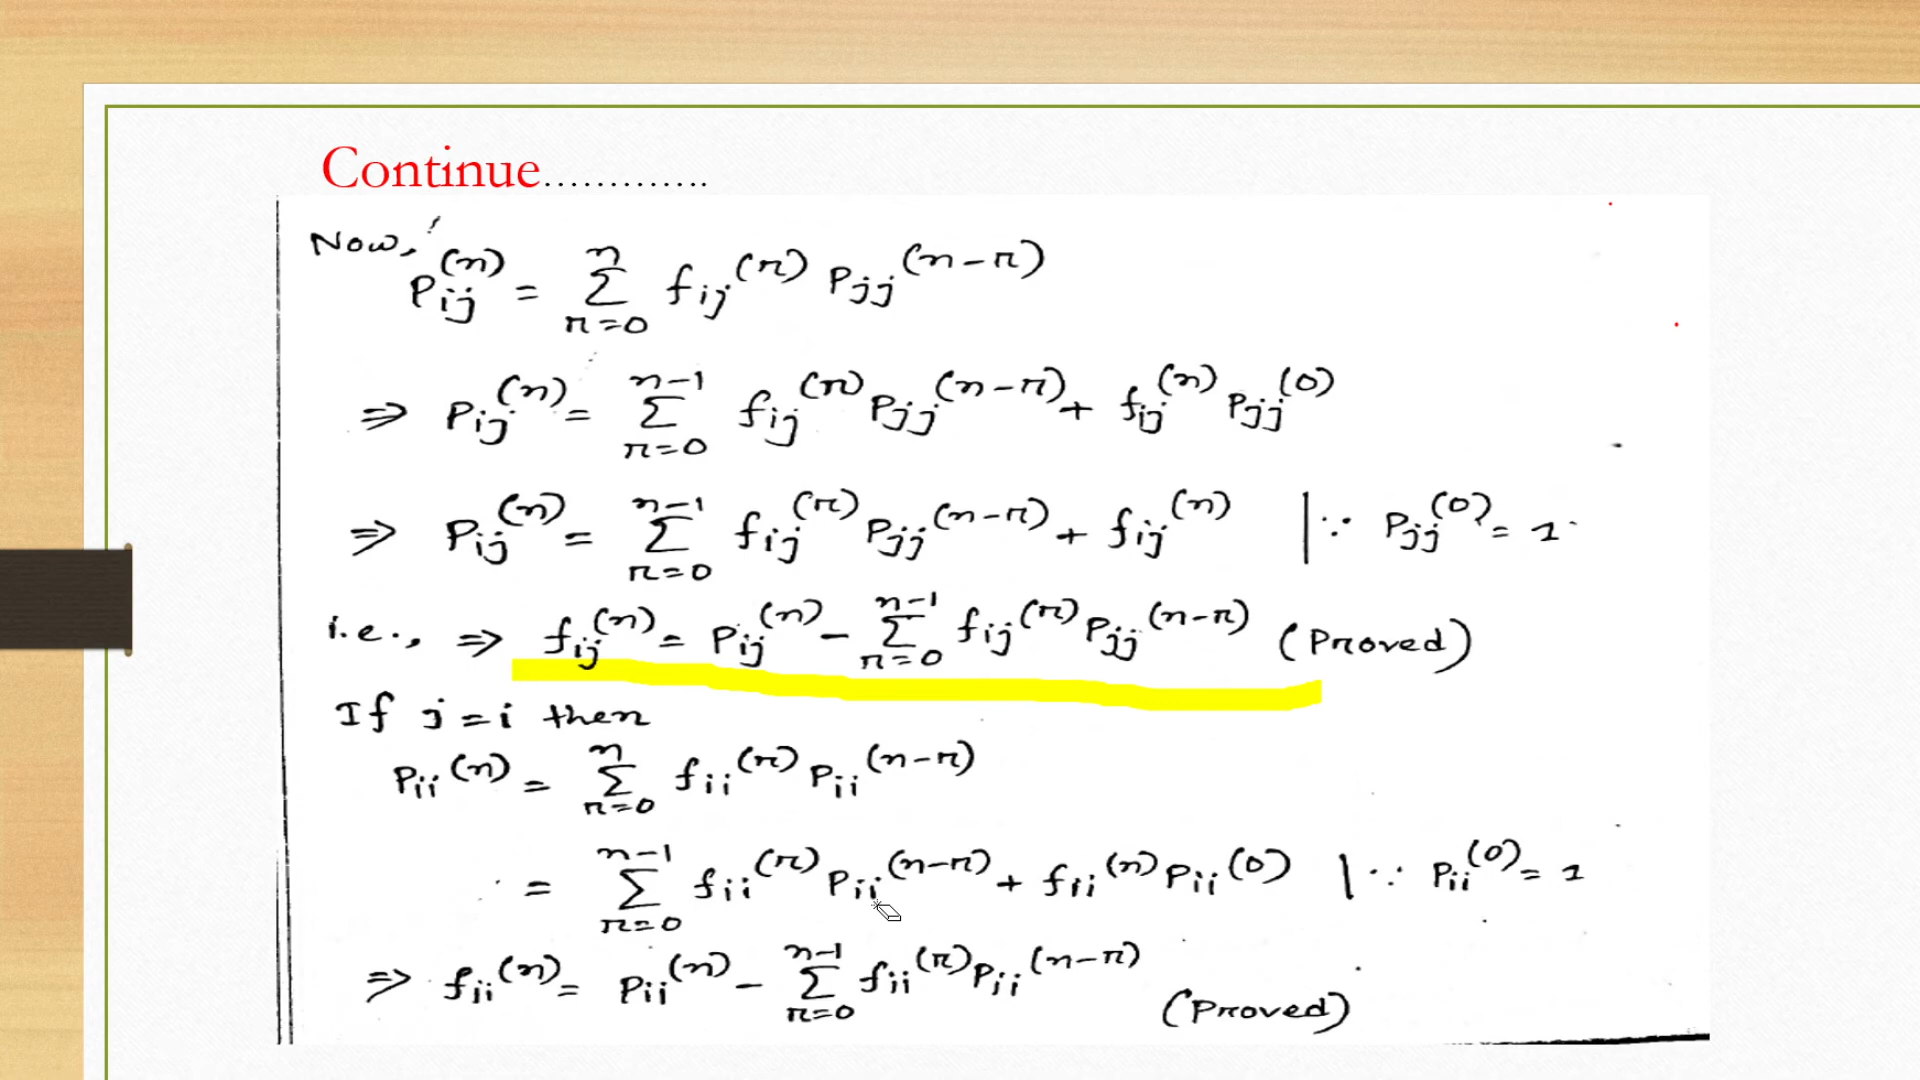 Continue.............
Now,
P_ij^(n) = Σ_{r=0}^{n} f_ij^(r) P_jj^(n-r)
⇒ P_ij^(n) = Σ_{r=0}^{n-1} f_ij^(r) P_jj^(n-r) + f_ij^(n) P_jj^(0)
⇒ P_ij^(n) = Σ_{r=0}^{n-1} f_ij^(r) P_jj^(n-r) + f_ij^(n) | ∵ P_jj^(0) = 1
i.e., ⇒ f_ij^(n) = P_ij^(n) - Σ_{r=0}^{n-1} f_ij^(r) P_jj^(n-r) (Proved)
If j = i then
P_ii^(n) = Σ_{r=0}^{n} f_ii^(r) P_ii^(n-r)
= Σ_{r=0}^{n-1} f_ii^(r) P_ii^(n-r) + f_ii^(n) P_ii^(0) | ∵ P_ii^(0) = 1
⇒ f_ii^(n) = P_ii^(n) - Σ_{r=0}^{n-1} f_ii^(r) P_ii^(n-r)
(Proved)